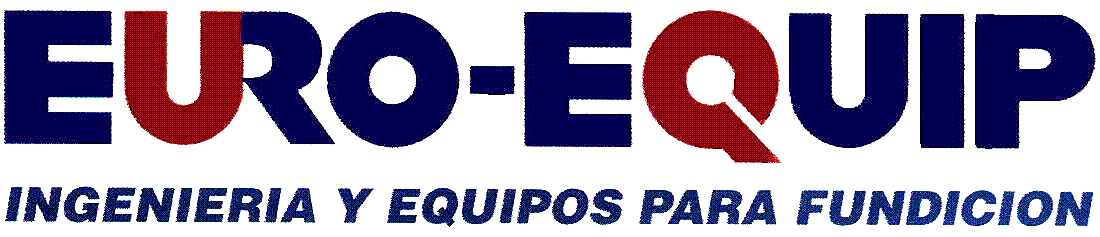 EURO-EQUIP
INGENIERIA Y EQUIPOS PARA FUNDICION